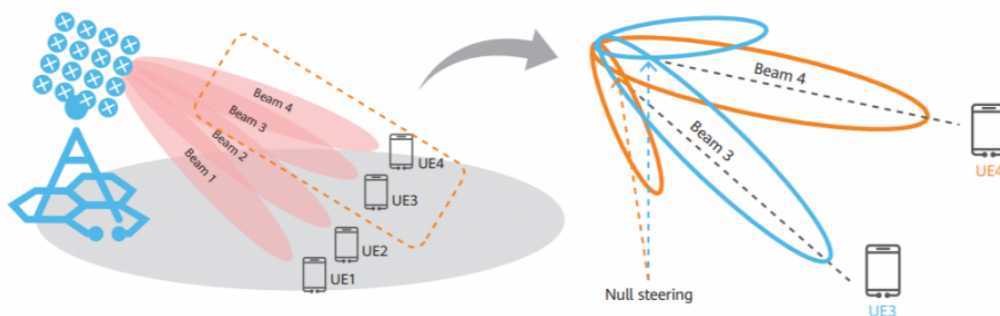 Beam 4
Beam 3
Beam 2
Beam 1
UE4
UE3
UE2
UE1
Beam 4
Beam 3
UE4
Null steering
UE3